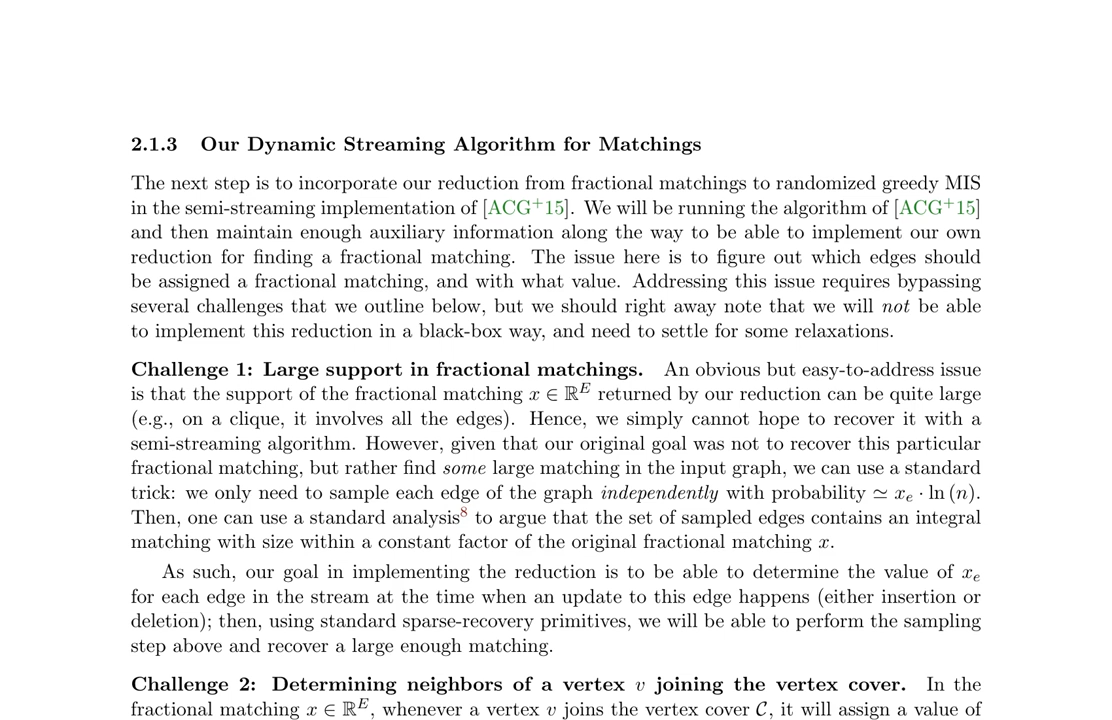 2.1.3 Our Dynamic Streaming Algorithm for Matchings
The next step is to incorporate our reduction from fractional matchings to randomized greedy MIS
in the semi-streaming implementation of [ACG+15]. We will be running the algorithm of [ACG+15]
and then maintain enough auxiliary information along the way to be able to implement our own
reduction for finding a fractional matching. The issue here is to figure out which edges should
be assigned a fractional matching, and with what value. Addressing this issue requires bypassing
several challenges that we outline below, but we should right away note that we will not be able
to implement this reduction in a black-box way, and need to settle for some relaxations.
Challenge 1: Large support in fractional matchings. An obvious but easy-to-address issue
is that the support of the fractional matching x ∈ ℝ^E returned by our reduction can be quite large
(e.g., on a clique, it involves all the edges). Hence, we simply cannot hope to recover it with a
semi-streaming algorithm. However, given that our original goal was not to recover this particular
fractional matching, but rather find some large matching in the input graph, we can use a standard
trick: we only need to sample each edge of the graph independently with probability ≃ x_e · ln (n).
Then, one can use a standard analysis⁸ to argue that the set of sampled edges contains an integral
matching with size within a constant factor of the original fractional matching x.
As such, our goal in implementing the reduction is to be able to determine the value of x_e
for each edge in the stream at the time when an update to this edge happens (either insertion or
deletion); then, using standard sparse-recovery primitives, we will be able to perform the sampling
step above and recover a large enough matching.
Challenge 2: Determining neighbors of a vertex v joining the vertex cover. In the
fractional matching x ∈ ℝ^E, whenever a vertex v joins the vertex cover 𝒞, it will assign a value of